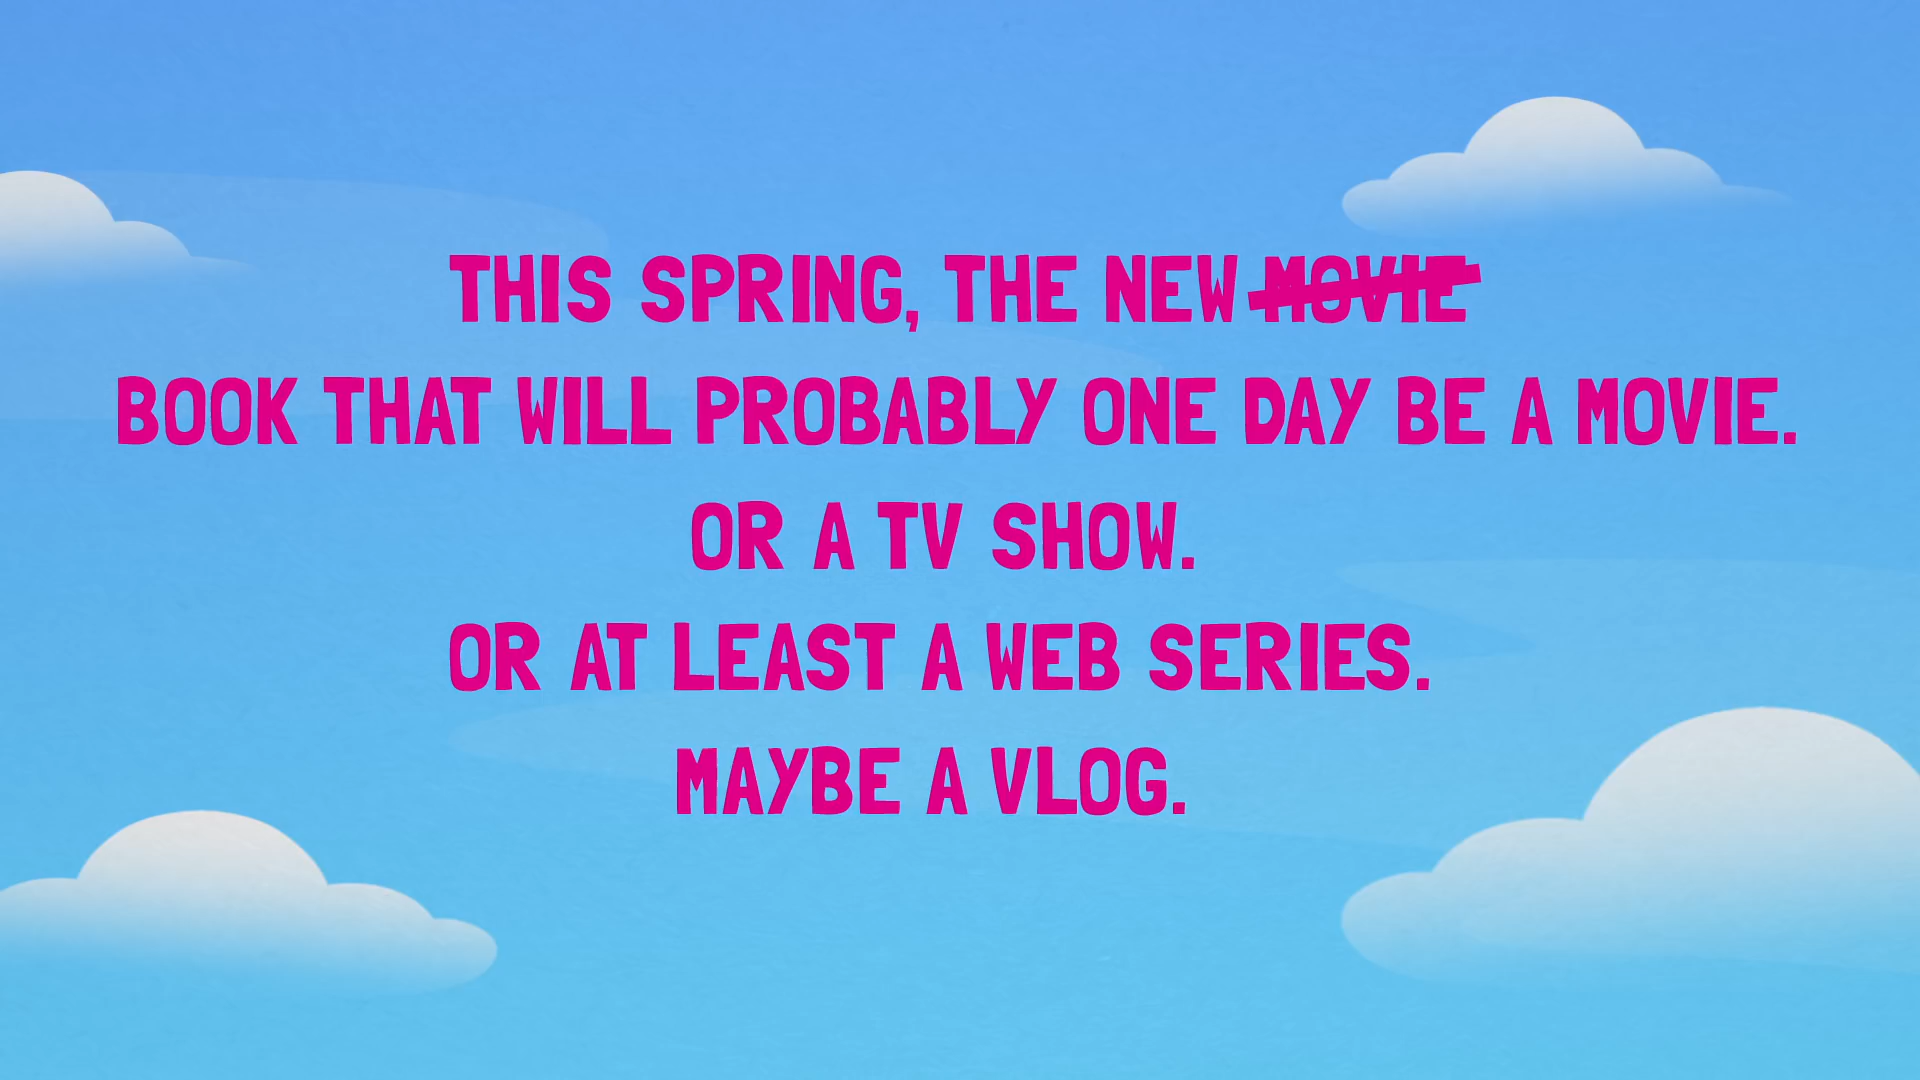 THIS SPRING, THE NEW MOVIE
BOOK THAT WILL PROBABLY ONE DAY BE A MOVIE.
OR A TV SHOW.
OR AT LEAST A WEB SERIES.
MAYBE A VLOG.